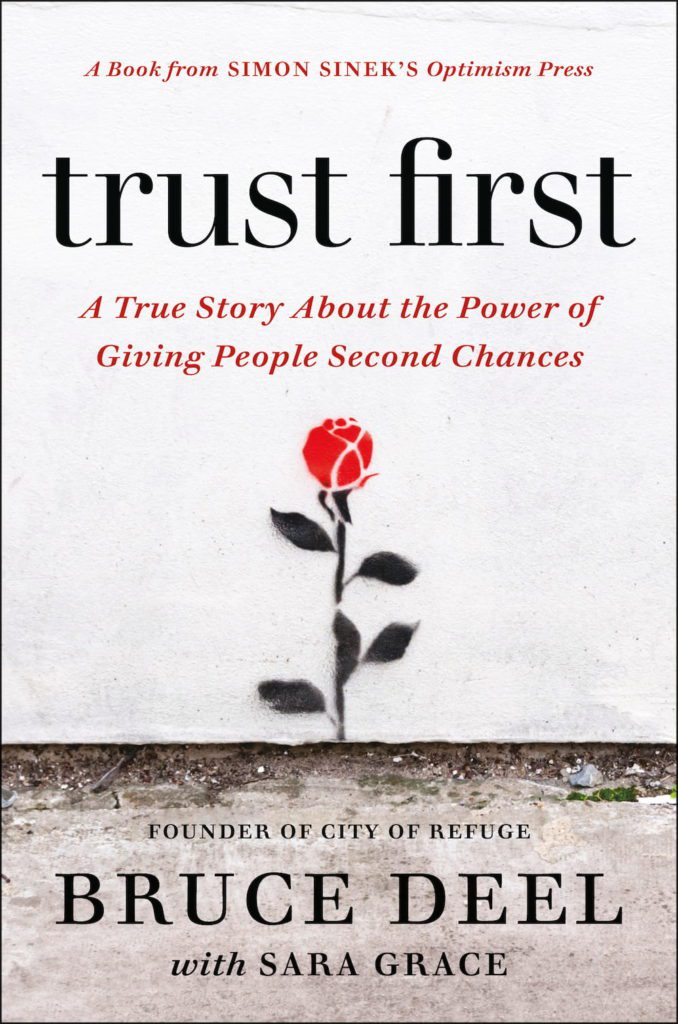 A Book from SIMON SINEK'S Optimism Press
trust first
A True Story About the Power of
Giving People Second Chances
FOUNDER OF CITY OF REFUGE
BRUCE DEEL
with SARA GRACE